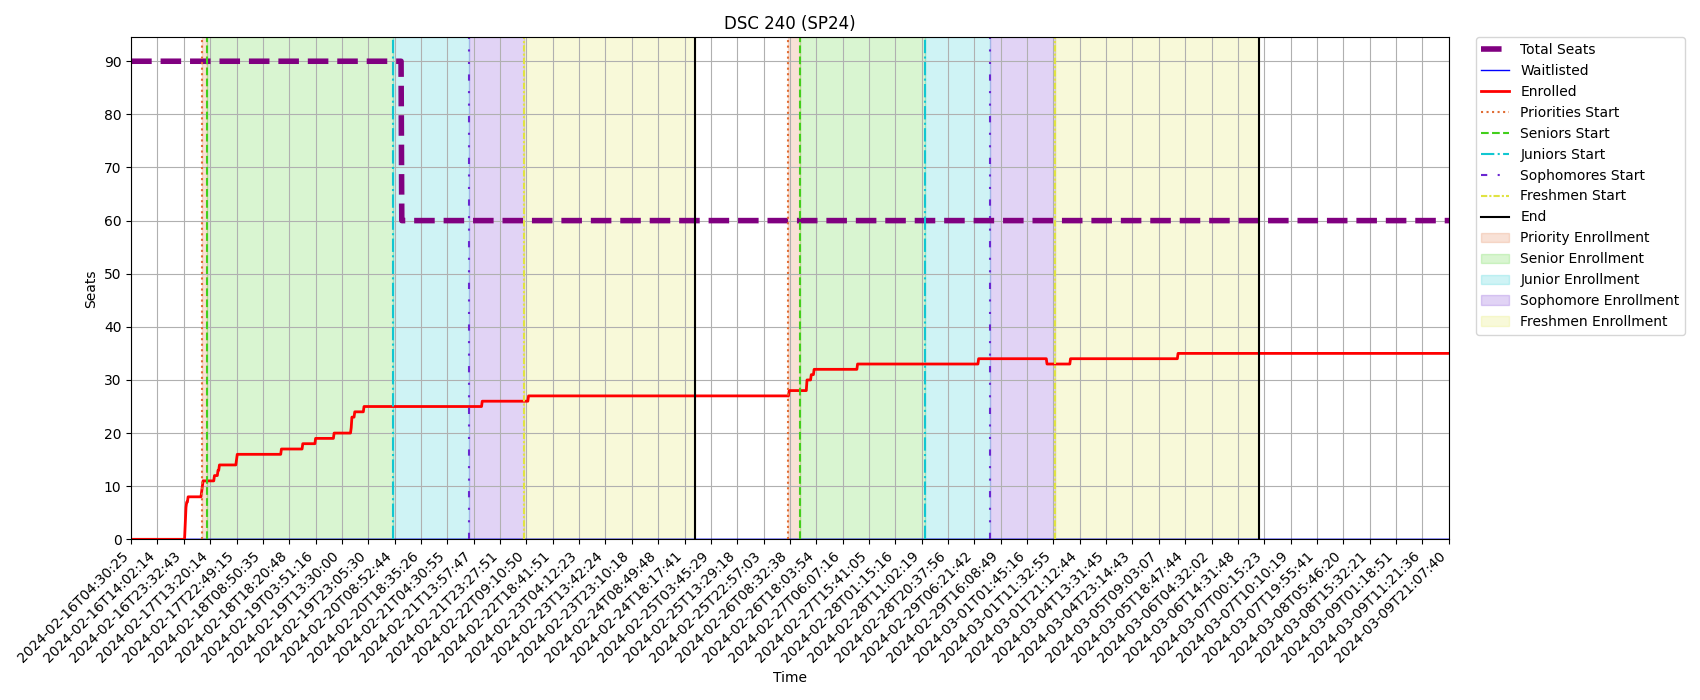 DSC 240 (SP24)
Seats
90
80
70
60
50
40
30
20
10
0
2024-02-16T04:30:25
2024-02-16T14:02:14
2024-02-16T23:32:43
2024-02-17T13:20:14
2024-02-17T22:49:15
2024-02-18T08:50:35
2024-02-18T18:20:48
2024-02-19T03:51:16
2024-02-19T13:30:00
2024-02-19T23:05:30
2024-02-20T08:52:44
2024-02-20T18:35:26
2024-02-21T04:30:55
2024-02-21T13:57:47
2024-02-21T23:27:51
2024-02-22T09:10:50
2024-02-22T18:41:51
2024-02-23T04:12:23
2024-02-23T13:42:24
2024-02-23T23:10:18
2024-02-24T08:49:48
2024-02-24T18:17:41
2024-02-25T03:45:29
2024-02-25T13:29:18
2024-02-25T22:57:03
2024-02-26T08:32:38
2024-02-26T18:03:54
2024-02-27T06:07:16
2024-02-27T15:41:05
2024-02-28T01:15:16
2024-02-28T11:02:19
2024-02-28T20:37:56
2024-02-29T06:21:42
2024-02-29T16:08:49
2024-03-01T01:45:16
2024-03-01T11:32:55
2024-03-01T21:12:44
2024-03-04T13:31:45
2024-03-04T23:14:43
2024-03-05T09:03:07
2024-03-05T18:47:44
2024-03-06T04:32:02
2024-03-06T14:31:48
2024-03-07T00:15:23
2024-03-07T10:10:19
2024-03-07T19:55:41
2024-03-08T05:46:20
2024-03-08T15:32:21
2024-03-09T01:18:51
2024-03-09T11:21:36
2024-03-09T21:07:40
Time
Total Seats
Waitlisted
Enrolled
Priorities Start
Seniors Start
Juniors Start
Sophomores Start
Freshmen Start
End
Priority Enrollment
Senior Enrollment
Junior Enrollment
Sophomore Enrollment
Freshmen Enrollment